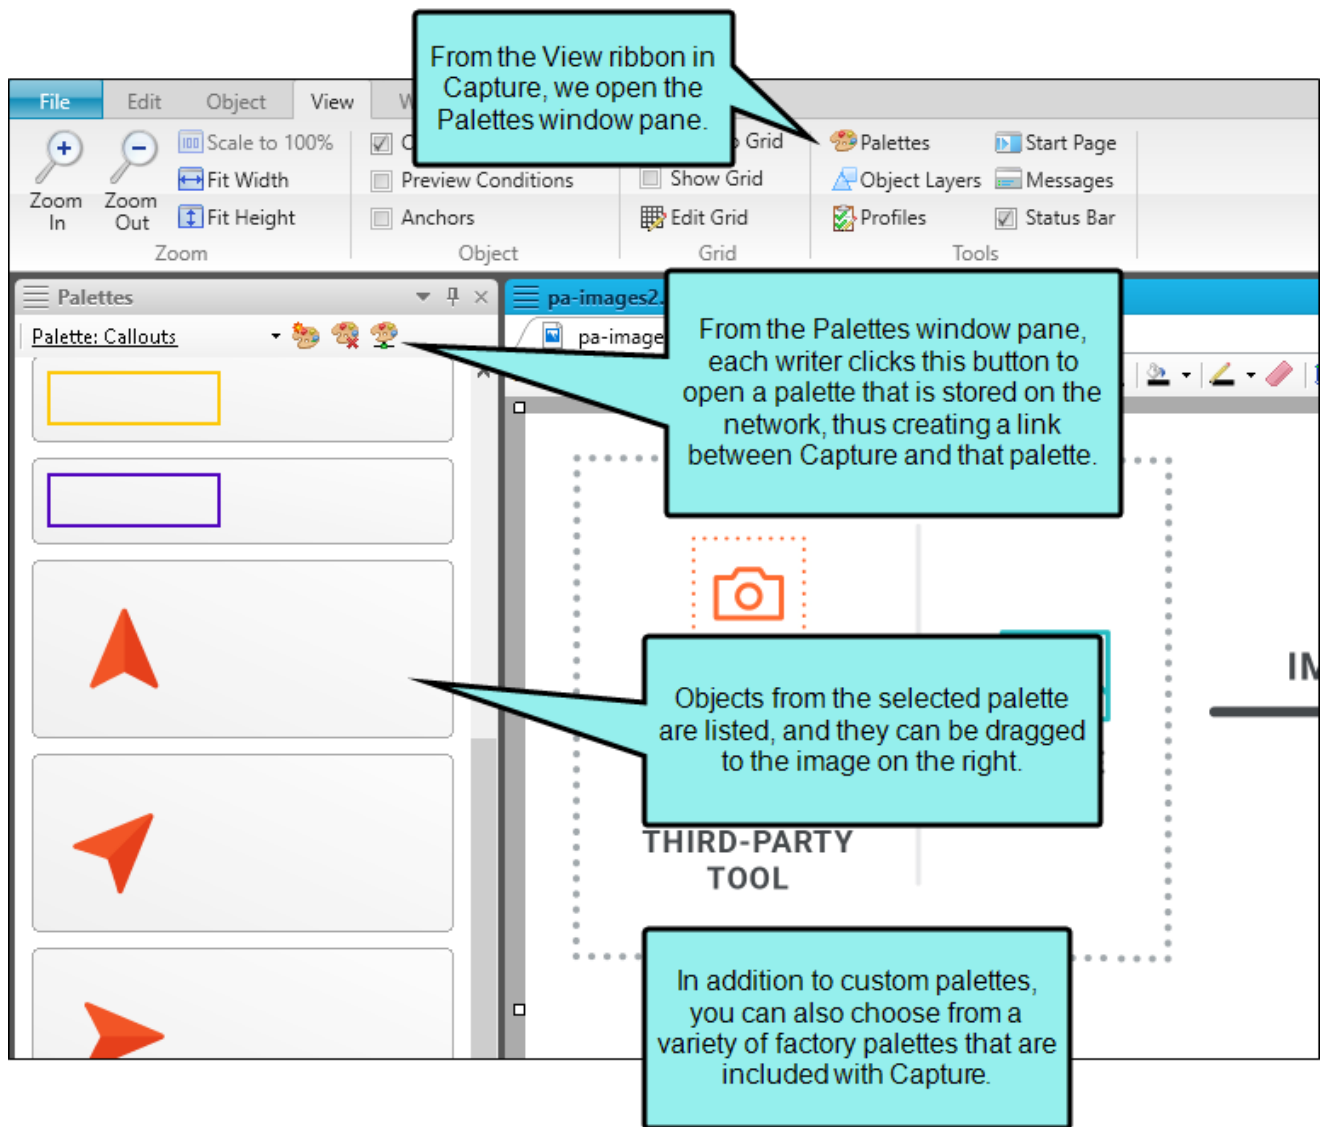 From the View ribbon in
Capture, we open the
Palettes window pane.
File Edit Object View
Scale to 100%
Grid
Palettes
Start Page
Fit Width
Preview Conditions
Show Grid
Object Layers
Messages
Zoom
In
Zoom
Out
Fit Height
Anchors
Edit Grid
Profiles
Status Bar
Zoom Object Grid Tools
Palettes
pa-images2.
Palette: Callouts
pa-image
From the Palettes window pane,
each writer clicks this button to
open a palette that is stored on the
network, thus creating a link
between Capture and that palette.
Objects from the selected palette
are listed, and they can be dragged
to the image on the right.
THIRD-PARTY
TOOL
In addition to custom palettes,
you can also choose from a
variety of factory palettes that are
included with Capture.